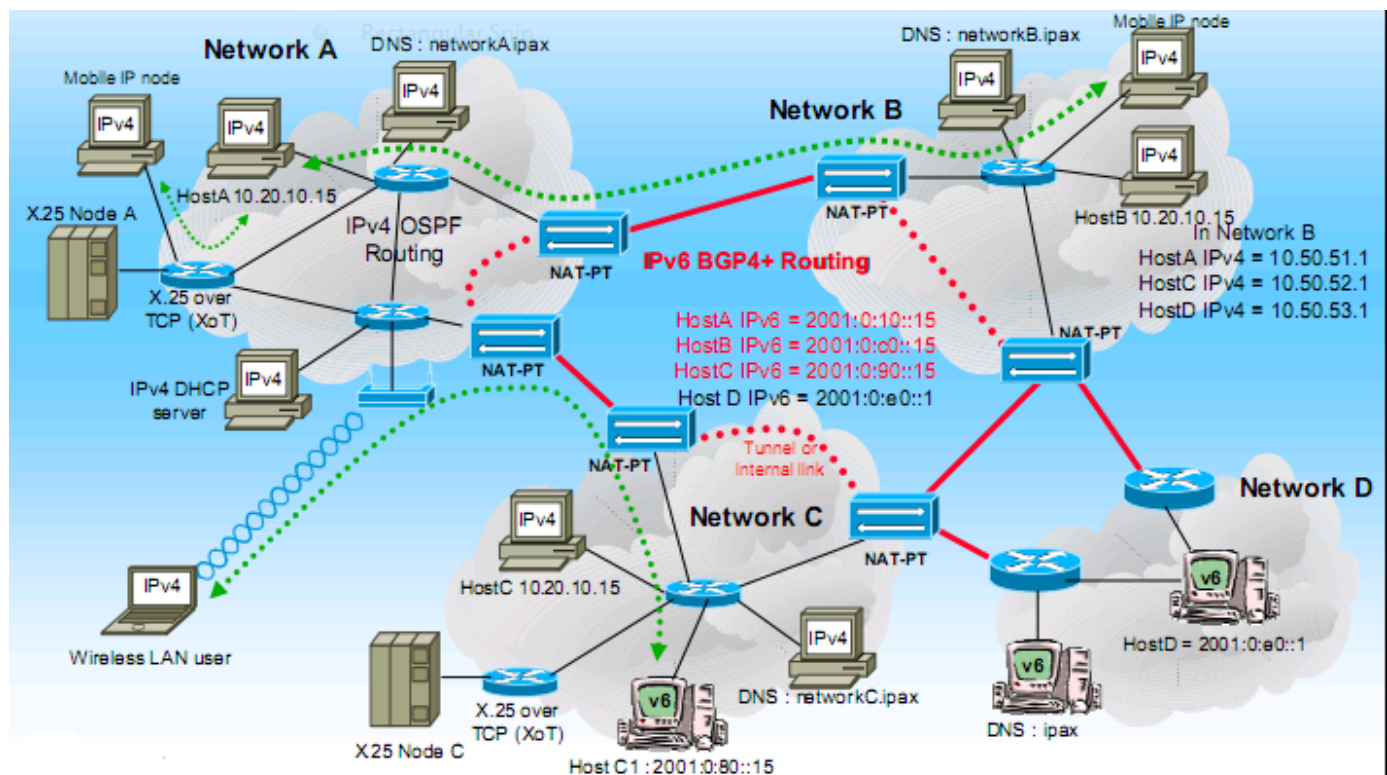 Rectangular Snip
Network A
DNS : networkA.ipax
DNS : networkB.ipax
Mobile IP node
Mobile IP node
IPv4
IPv4
IPv4
IPv4
IPv4
Network B
IPv4
HostA 10.20.10.15
X.25 Node A
IPv4 OSPF
Routing
NAT-PT
HostB 10.20.10.15
In Network B
HostA IPv4 = 10.50.51.1
HostC IPv4 = 10.50.52.1
HostD IPv4 = 10.50.53.1
NAT-PT
IPv6 BGP4+ Routing
X.25 over
TCP (XoT)
HostA IPv6 = 2001:0:10::15
HostB IPv6 = 2001:0:c0::15
HostC IPv6 = 2001:0:90::15
Host D IPv6 = 2001:0:e0::1
NAT-PT
NAT-PT
IPv4
IPv4 DHCP
server
Tunnel or
Internal link
NAT-PT
Network D
Network C
NAT-PT
IPv4
HostC 10.20.10.15
IPv4
Wireless LAN user
v6
HostD = 2001:0:e0::1
IPv4
v6
DNS : networkC.ipax
v6
DNS : ipax
X.25 over
TCP (XoT)
X.25 Node C
Host C1 : 2001:0:80::15